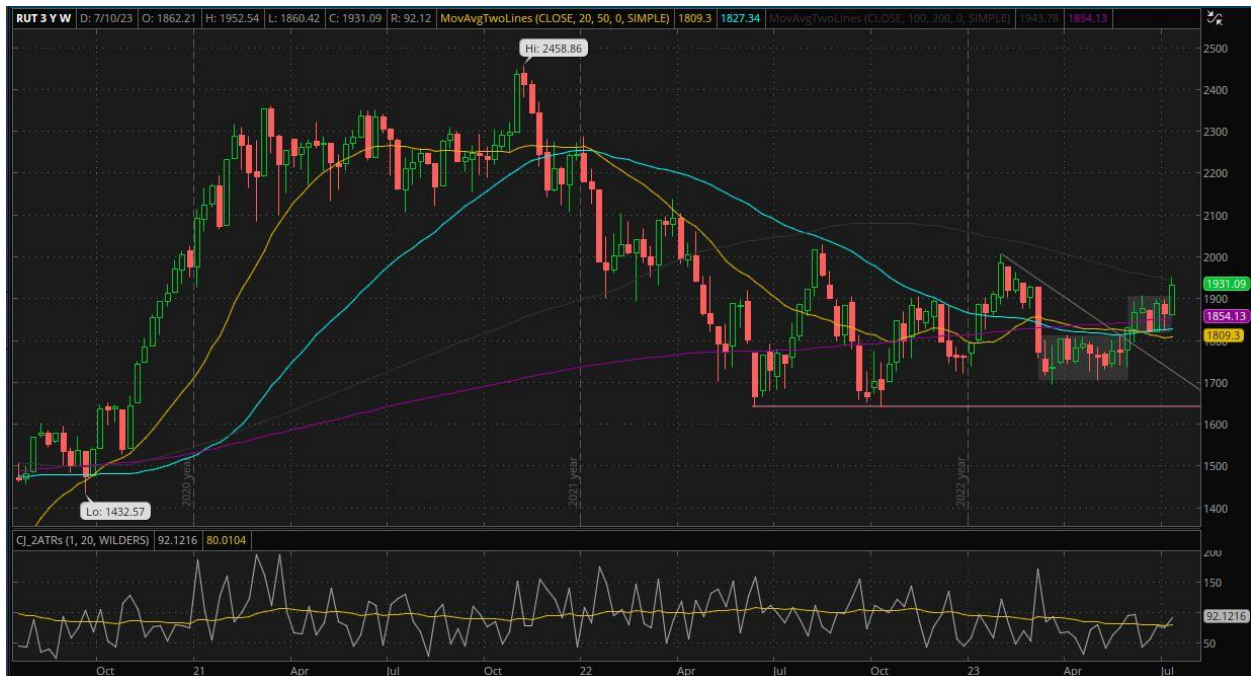 RUT 3 Y W D: 7/10/23 O: 1862.21 H: 1952.54 L: 1860.42 C: 1931.09 R: 92.12 MovAvgTwoLines (CLOSE, 20, 50, 0, SIMPLE) 1809.3 1827.34 MovAvgTwoLines (CLOSE, 100, 200, 0, SIMPLE) 1943.78 1854.13
Hi: 2458.86
2500
2400
2300
2200
2100
2000
1931.09
1900
1854.13
1809.3
1800
1700
1600
1500
1400
Lo: 1432.57
2020 year
2021 year
2022 year
CJ_2ATRs (1, 20, WILDERS) 92.1216 80.0104
200
150
92.1216
50
Oct 21 Apr Jul Oct 22 Apr Jul Oct 23 Apr Jul